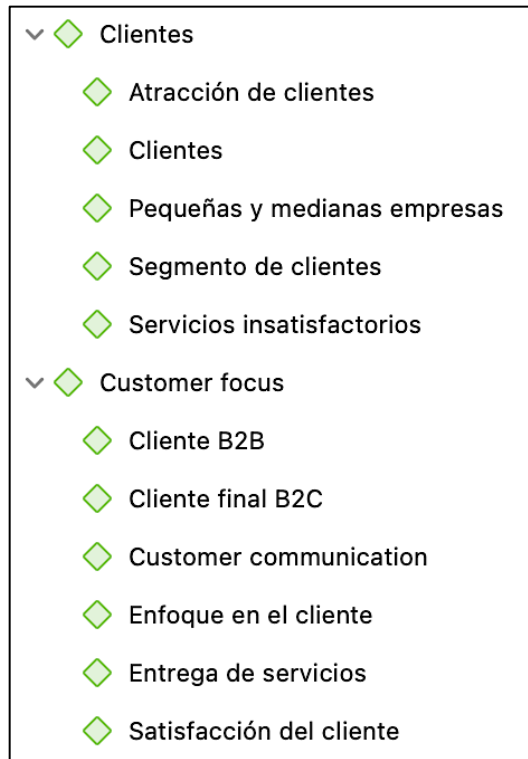 Clientes
Atracción de clientes
Clientes
Pequeñas y medianas empresas
Segmento de clientes
Servicios insatisfactorios
Customer focus
Cliente B2B
Cliente final B2C
Customer communication
Enfoque en el cliente
Entrega de servicios
Satisfacción del cliente